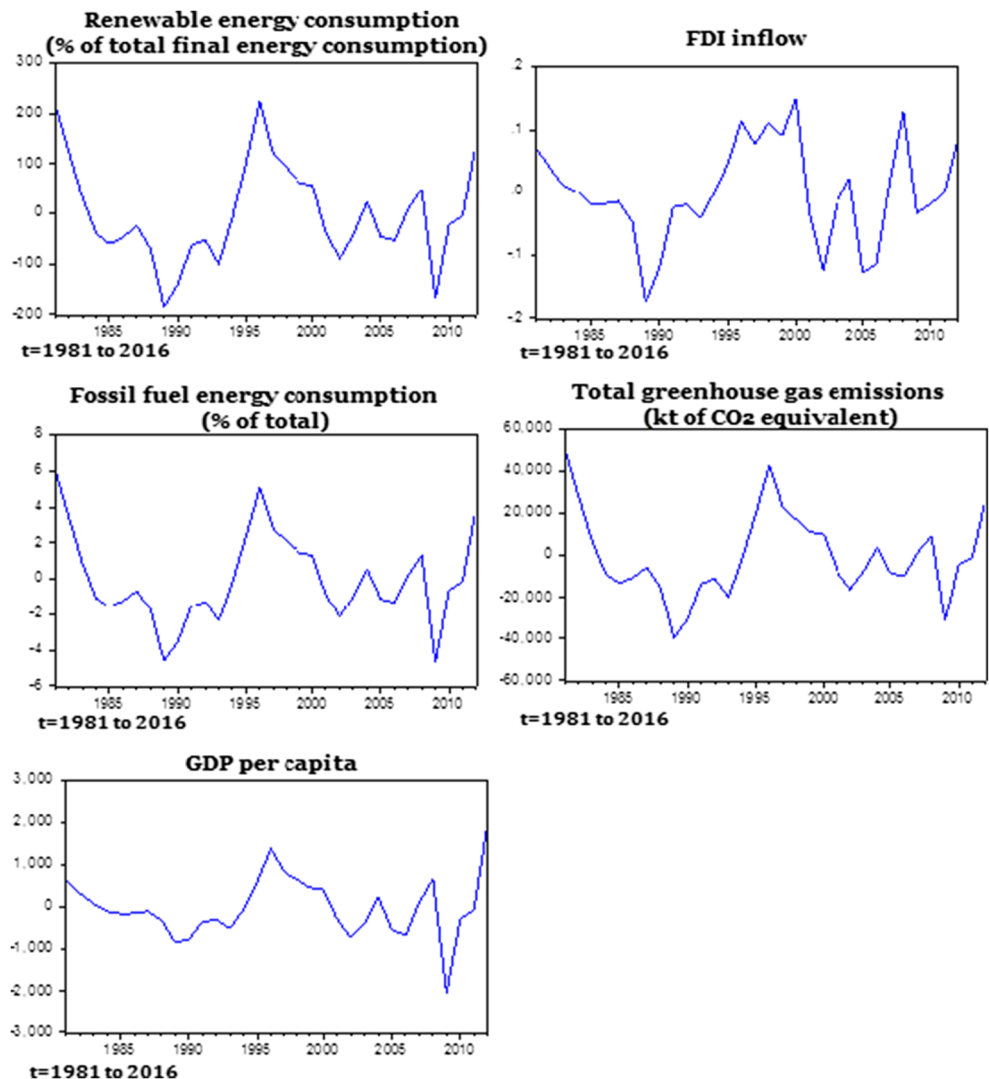 Renewable energy consumption
(% of total final energy consumption)
300
200
100
0
-100
-200
1985 1990 1995 2000 2005 2010
t=1981 to 2016
FDI inflow
.2
.1
.0
-.1
-.2
1985 1990 1995 2000 2005 2010
t=1981 to 2016
Fossil fuel energy consumption
(% of total)
8
6
4
2
0
-2
-4
-6
1985 1990 1995 2000 2005 2010
t=1981 to 2016
Total greenhouse gas emissions
(kt of CO2 equivalent)
60,000
40,000
20,000
0
-20,000
-40,000
-60,000
1985 1990 1995 2000 2005 2010
t=1981 to 2016
GDP per capita
3,000
2,000
1,000
0
-1,000
-2,000
-3,000
1985 1990 1995 2000 2005 2010
t=1981 to 2016